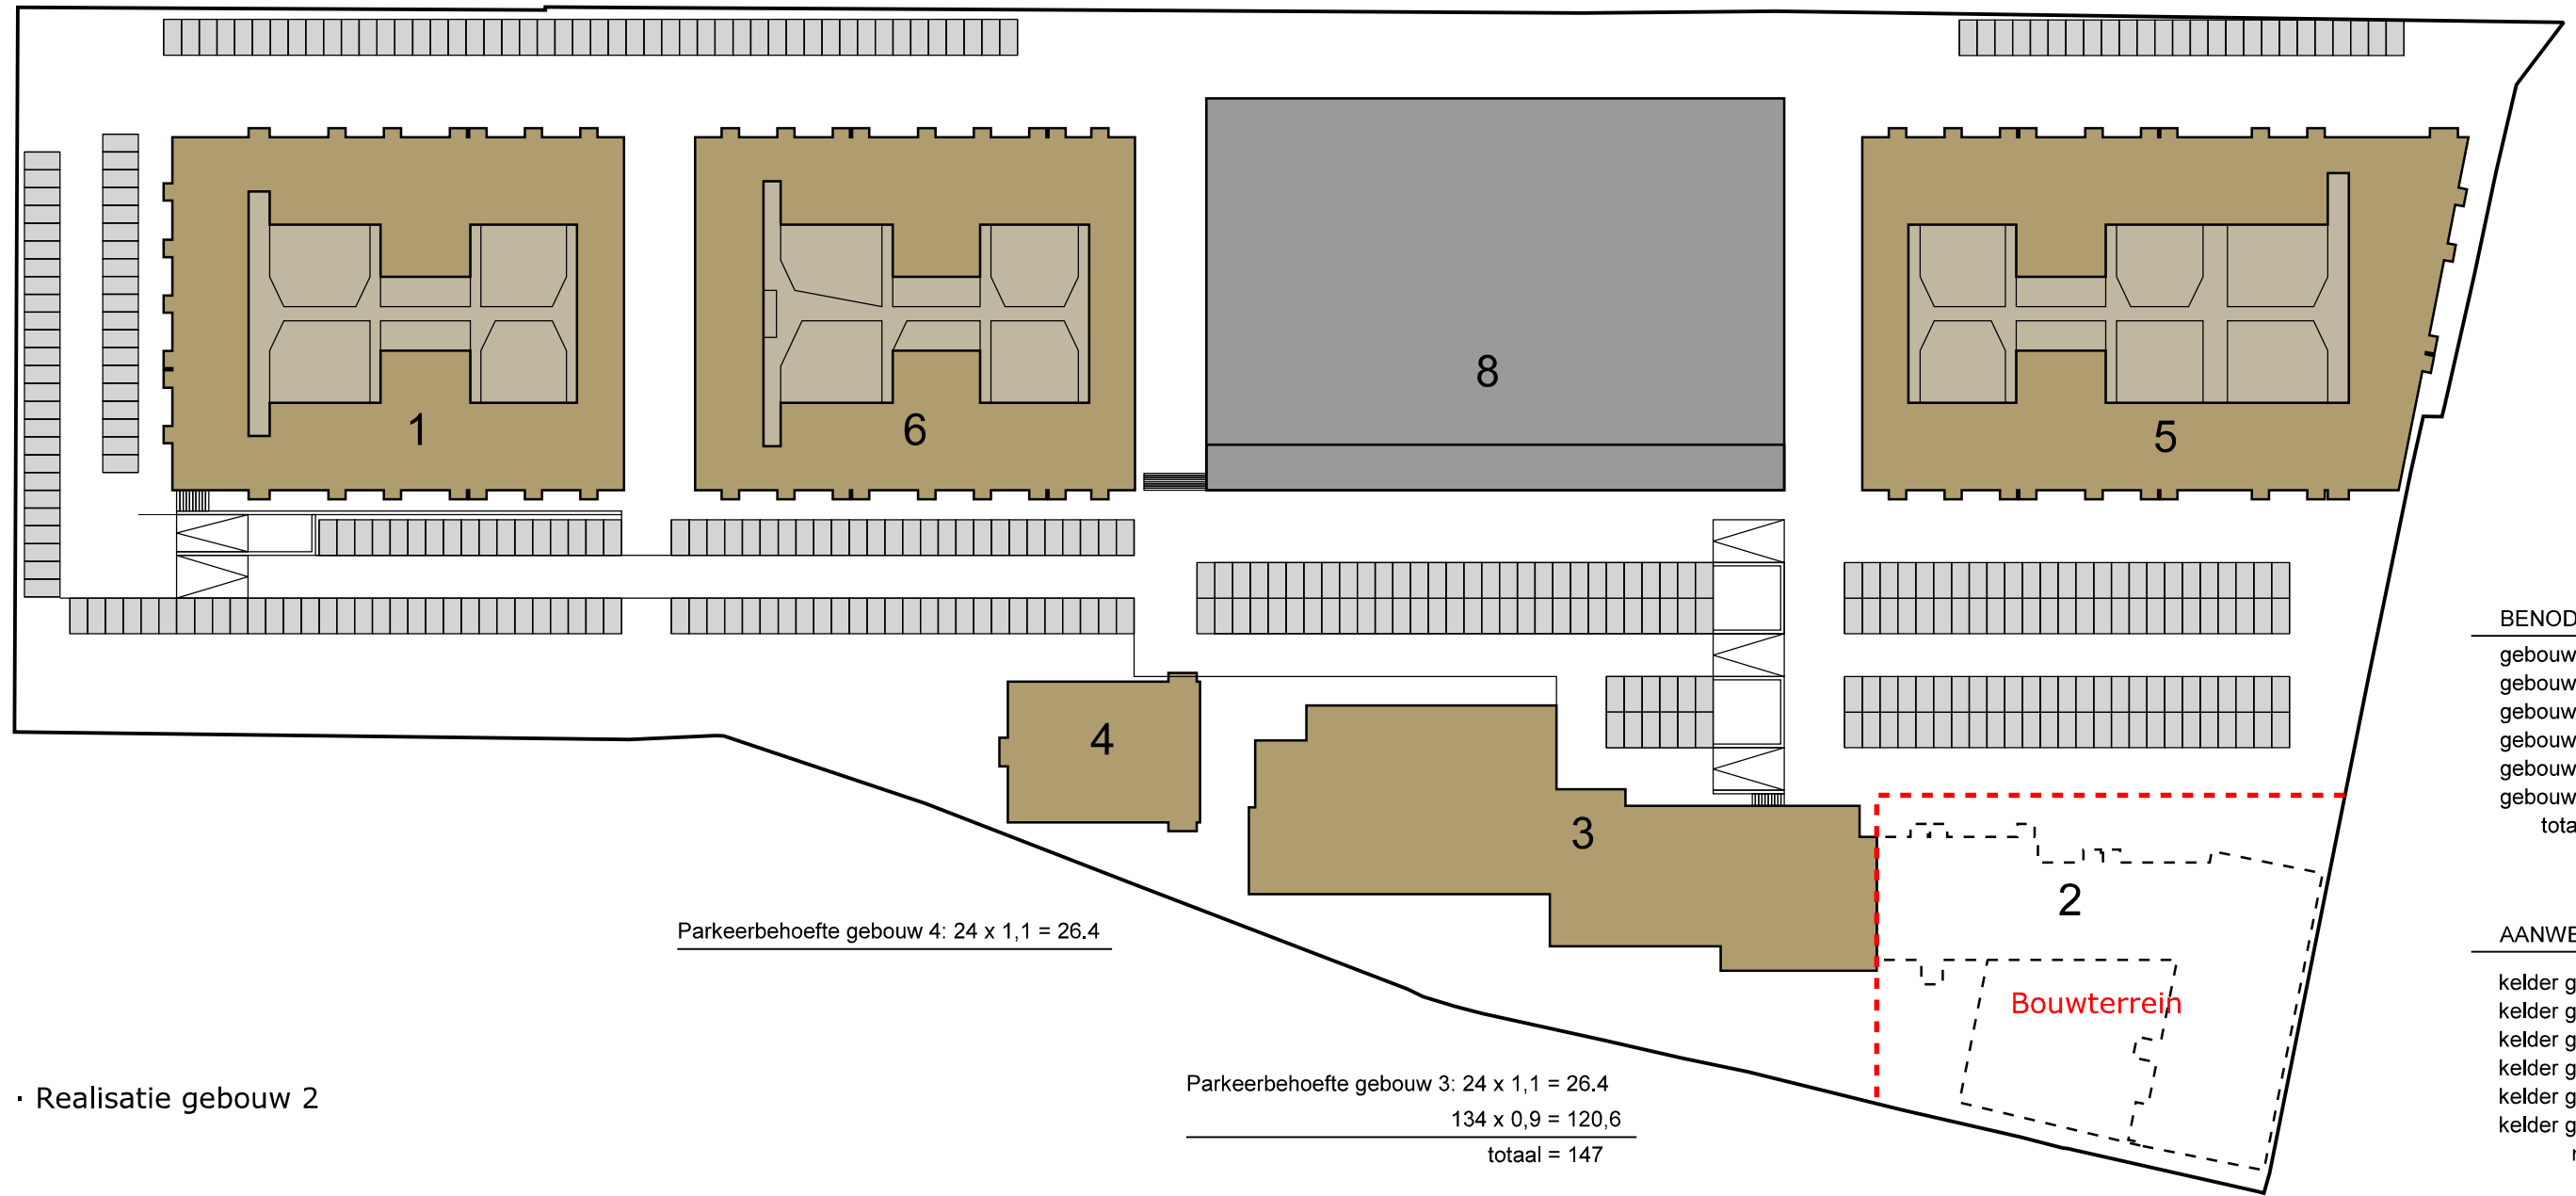 1
6
8
5
4
3
2
Bouwterrein
Parkeerbehoefte gebouw 4: 24 x 1,1 = 26.4
Parkeerbehoefte gebouw 3: 24 x 1,1 = 26.4
134 x 0,9 = 120,6
totaal = 147
· Realisatie gebouw 2
BENOD
gebouw
gebouw
gebouw
gebouw
gebouw
gebouw
tota
AANWE
kelder g
kelder g
kelder g
kelder g
kelder g
kelder g